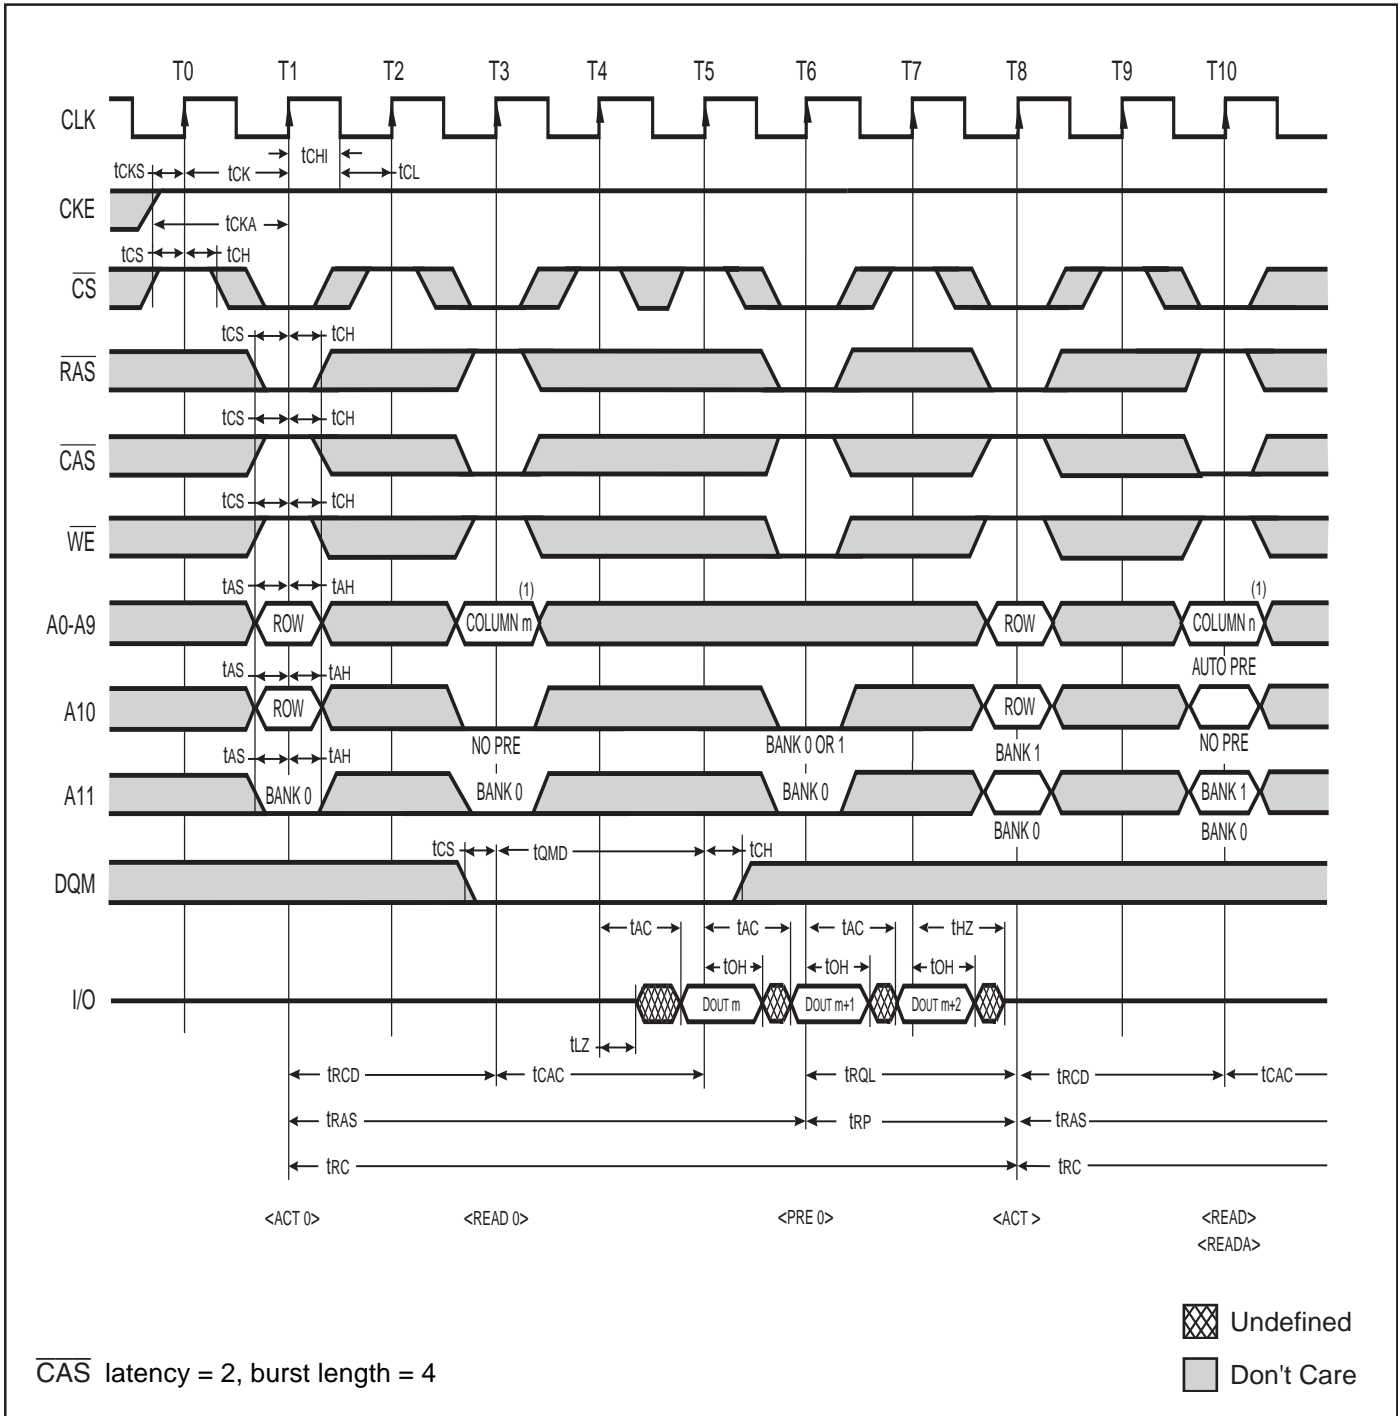 T0 T1 T2 T3 T4 T5 T6 T7 T8 T9 T10
CLK
tCHI
tCKS tCK tCL
CKE
tCKA
tCS tCH
CS
tCS tCH
RAS
tCS tCH
CAS
tCS tCH
WE
tAS tAH (1) (1)
A0-A9 ROW COLUMN m ROW COLUMN n
tAS tAH AUTO PRE
A10 ROW ROW
NO PRE BANK 0 OR 1 BANK 1 NO PRE
tAS tAH
A11 BANK 0 BANK 0 BANK 0 BANK 1
BANK 0 BANK 0
tCS tQMD tCH
DQM
tAC tAC tAC tHZ
tOH tOH tOH
I/O DOUT m DOUT m+1 DOUT m+2
tLZ
tRCD tCAC tRQL tRCD tCAC
tRAS tRP tRAS
tRC tRC
<ACT 0> <READ 0> <PRE 0> <ACT > <READ>
<READA>
Undefined
CAS latency = 2, burst length = 4 Don't Care